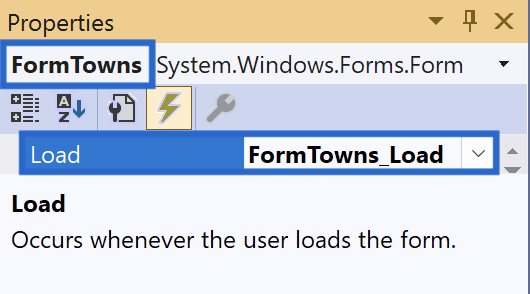 Properties
FormTowns System.Windows.Forms.Form
A
Z
Load FormTowns_Load
Load
Occurs whenever the user loads the form.